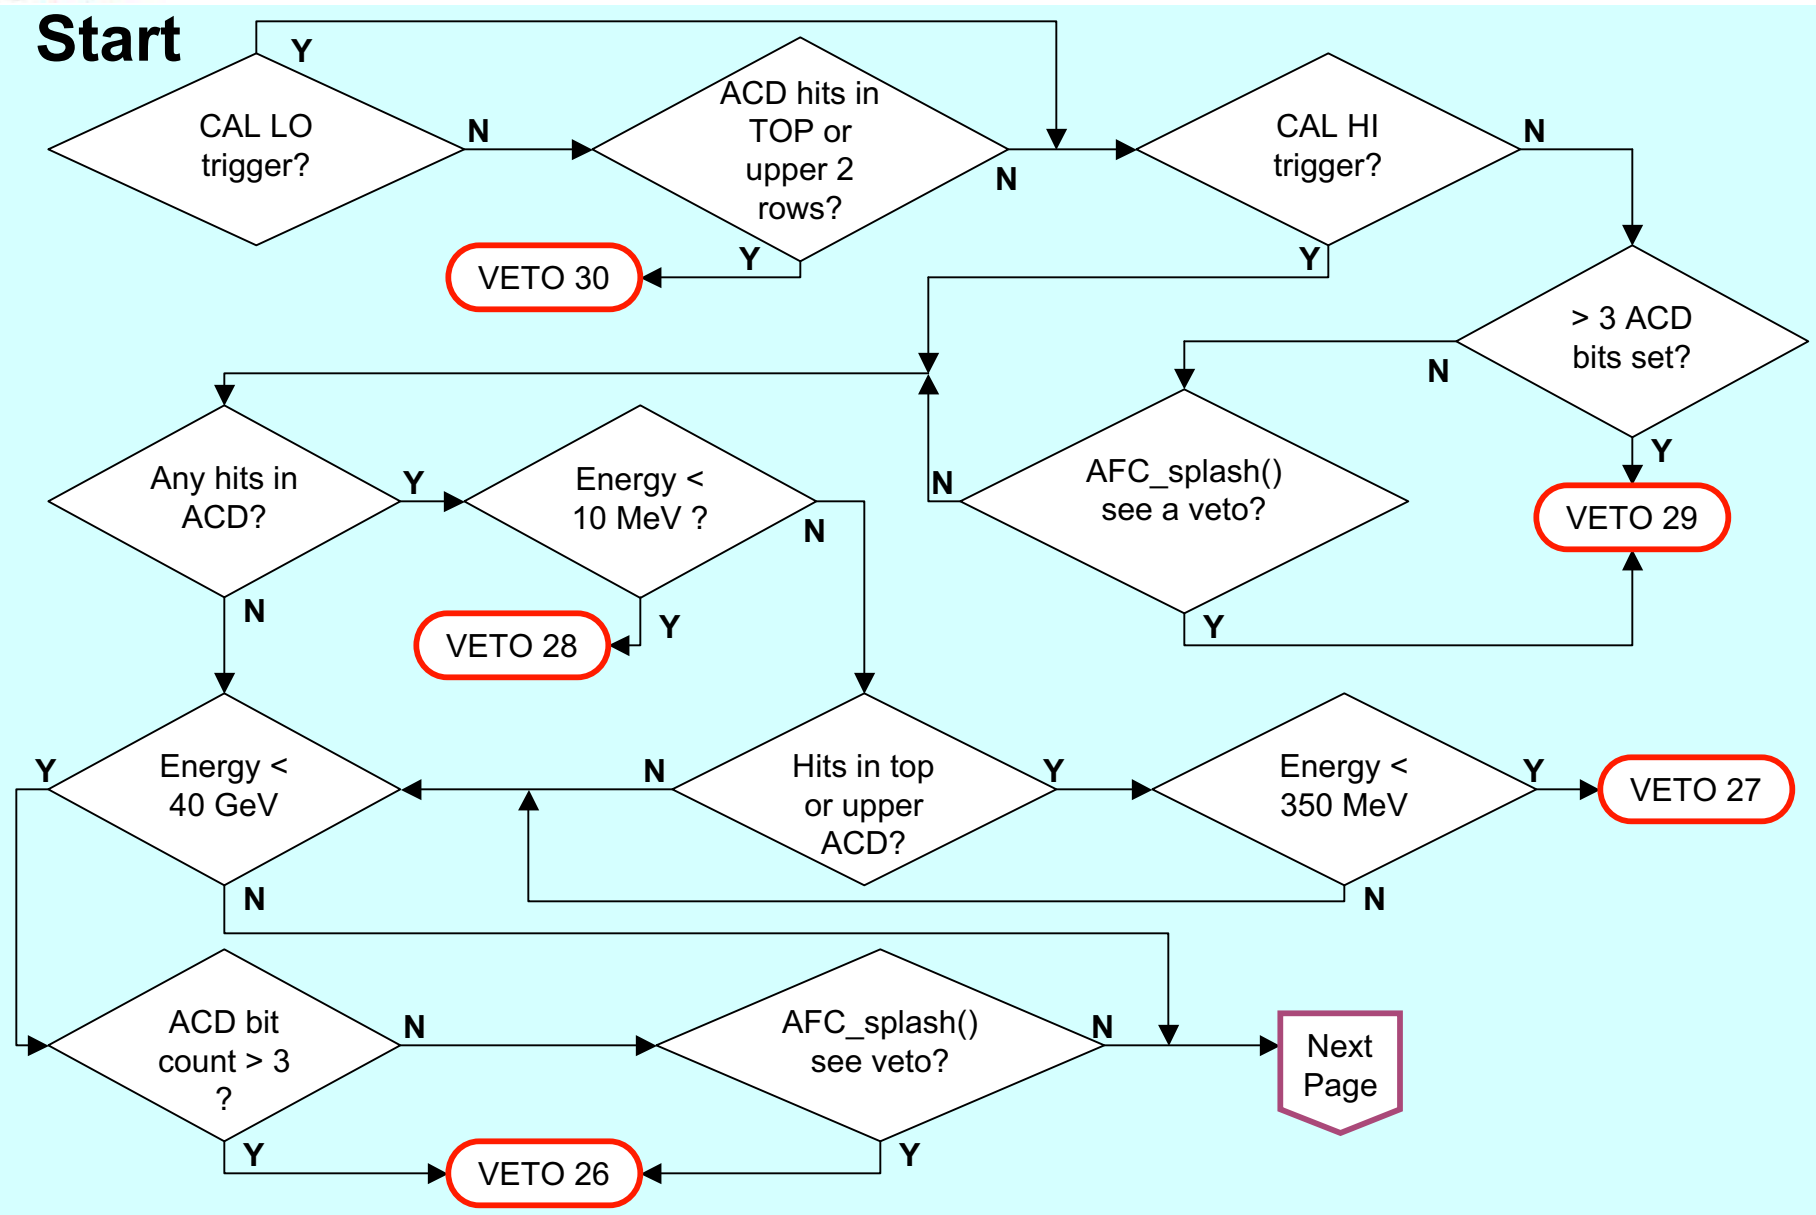 Start
Y
CAL LO
trigger?
N
ACD hits in
TOP or
upper 2
rows?
N
Y
VETO 30
CAL HI
trigger?
N
Y
> 3 ACD
bits set?
N
Y
AFC_splash()
see a veto?
N
Y
VETO 29
Any hits in
ACD?
Y
N
Energy <
10 MeV ?
N
Y
VETO 28
Energy <
40 GeV
Y
N
Hits in top
or upper
ACD?
N
Y
Energy <
350 MeV
Y
N
VETO 27
ACD bit
count > 3
?
N
Y
AFC_splash()
see veto?
N
Y
VETO 26
Next
Page